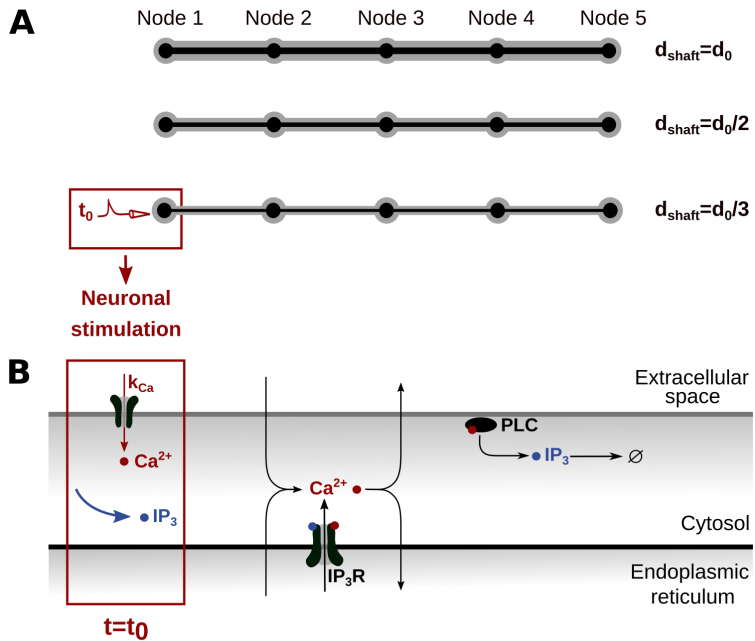 A
Node 1 Node 2 Node 3 Node 4 Node 5
dshaft=d0
dshaft=d0/2
t0
dshaft=d0/3
Neuronal
stimulation
B
kCa
Extracellular
space
PLC
Ca2+
IP3
∅
Ca2+
IP3
Cytosol
IP3R
Endoplasmic
reticulum
t=t0